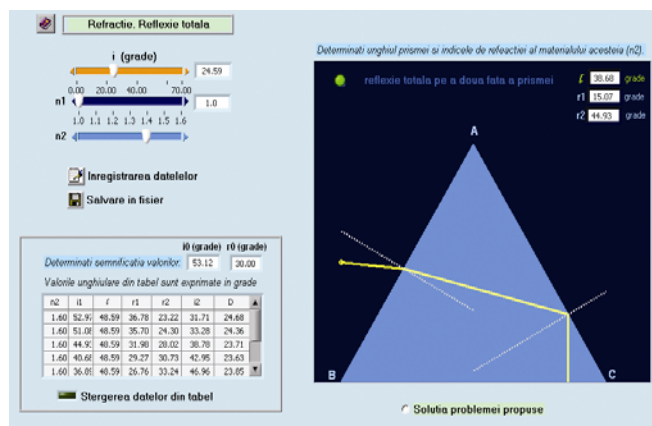 Refractie. Reflexie totala
i (grade)
24.59
0.00 20.00 40.00 70.00
n1
1.0
1.0 1.1 1.2 1.3 1.4 1.5 1.6
n2
Inregistrarea datelelor
Salvare in fisier
i0 (grade) r0 (grade)
Determinati semnificatia valorilor. 53.12 30.00
Valorile unghiulare din tabel sunt exprimate in grade
n2 i1 l r1 r2 i2 D
1.60 52.97 48.59 36.78 23.22 31.71 24.68
1.60 51.08 48.59 35.70 24.30 33.28 24.36
1.60 44.9 48.59 31.98 28.02 38.78 23.71
1.60 40.68 48.59 29.27 30.73 42.95 23.63
1.60 36.8 48.59 26.76 33.24 46.96 23.85
Stergerea datelor din tabel
Determinati unghiul prismei si indicele de refeactiei al materialului acesteia (n2).
reflexie totala pe a doua fata a prismei
l 38.68 grade
r1 15.07 grade
r2 44.93 grade
A
B
C
Solutia problemei propuse